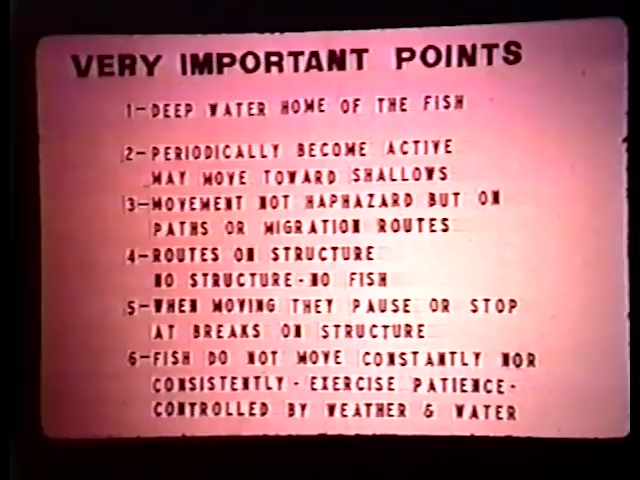 VERY IMPORTANT POINTS
1-DEEP WATER HOME OF THE FISH
2-PERIODICALLY BECOME ACTIVE
MAY MOVE TOWARD SHALLOWS
3-MOVEMENT NOT HAPHAZARD BUT ON
PATHS OR MIGRATION ROUTES
4-ROUTES ON STRUCTURE
NO STRUCTURE-NO FISH
5-WHEN MOVING THEY PAUSE OR STOP
AT BREAKS ON STRUCTURE
6-FISH DO NOT MOVE CONSTANTLY NOR
CONSISTENTLY - EXERCISE PATIENCE-
CONTROLLED BY WEATHER & WATER